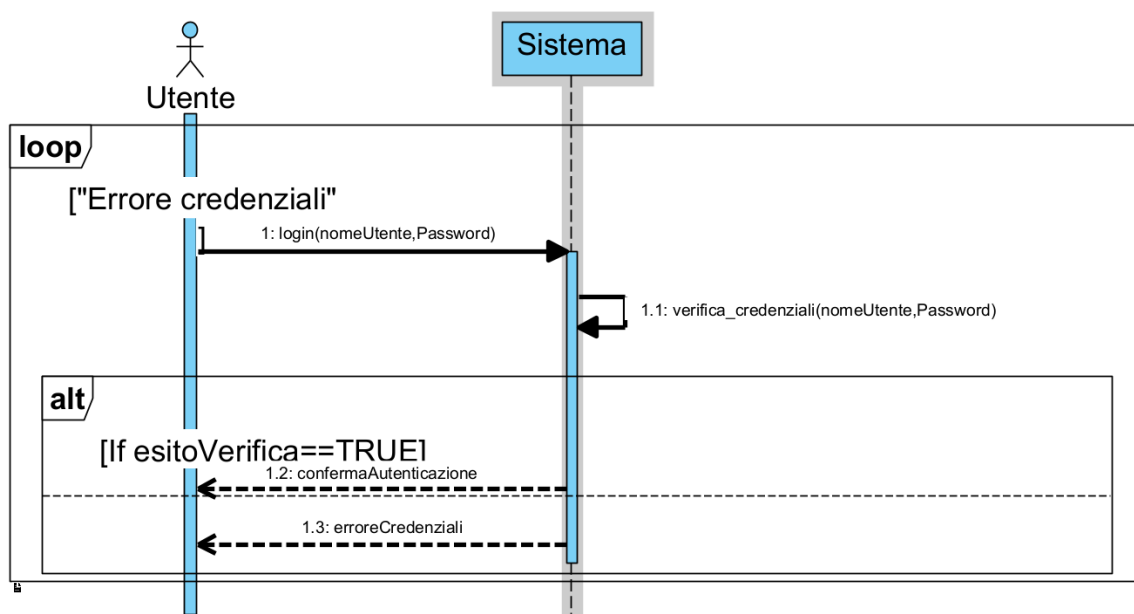 Utente
Sistema
loop
["Errore credenziali"
1: login(nomeUtente,Password)
1.1: verifica_credenziali(nomeUtente,Password)
alt
[If esitoVerifica==TRUE]
1.2: confermaAutenticazione
1.3: erroreCredenziali